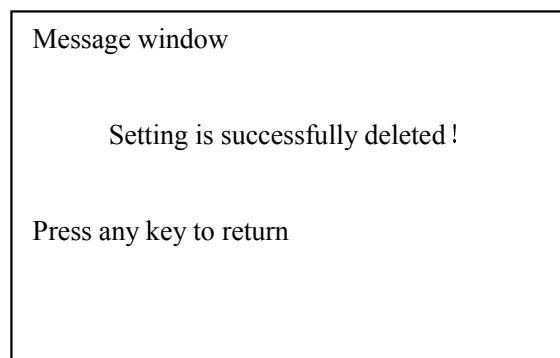 Message window
Setting is successfully deleted!
Press any key to return